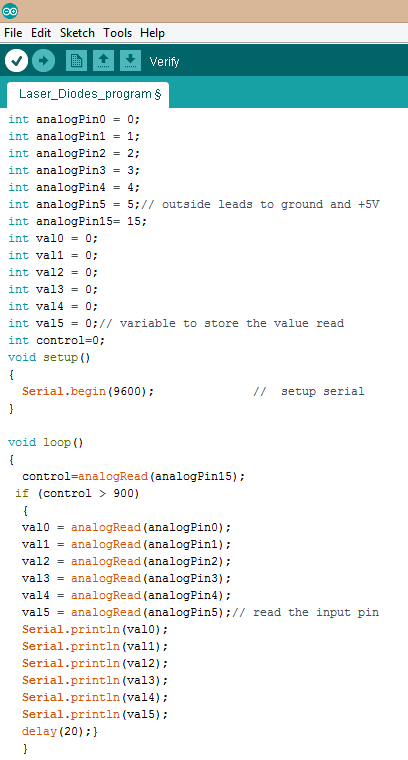 File Edit Sketch Tools Help
Verify
Laser_Diodes_program §
int analogPin0 = 0;
int analogPin1 = 1;
int analogPin2 = 2;
int analogPin3 = 3;
int analogPin4 = 4;
int analogPin5 = 5;// outside leads to ground and +5V
int analogPin15= 15;
int val0 = 0;
int val1 = 0;
int val2 = 0;
int val3 = 0;
int val4 = 0;
int val5 = 0;// variable to store the value read
int control=0;
void setup()
{
  Serial.begin(9600);              //  setup serial
}

void loop()
{
  control=analogRead(analogPin15);
 if (control > 900)
  {
  val0 = analogRead(analogPin0);
  val1 = analogRead(analogPin1);
  val2 = analogRead(analogPin2);
  val3 = analogRead(analogPin3);
  val4 = analogRead(analogPin4);
  val5 = analogRead(analogPin5);// read the input pin
  Serial.println(val0);
  Serial.println(val1);
  Serial.println(val2);
  Serial.println(val3);
  Serial.println(val4);
  Serial.println(val5);
  delay(20);}
  }